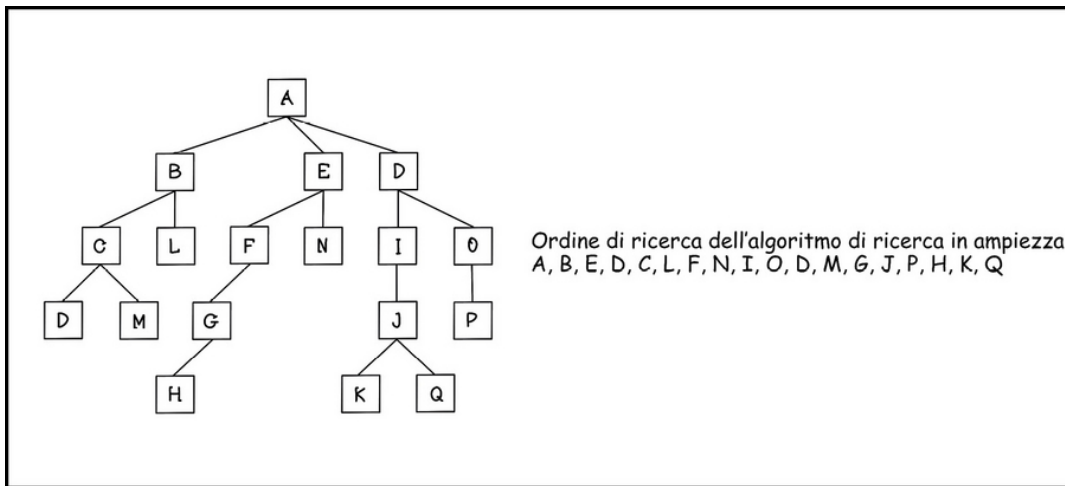 A
B E D
C L F N I O
Ordine di ricerca dell'algoritmo di ricerca in ampiezza
A, B, E, D, C, L, F, N, I, O, D, M, G, J, P, H, K, Q
D M G J P
H K Q